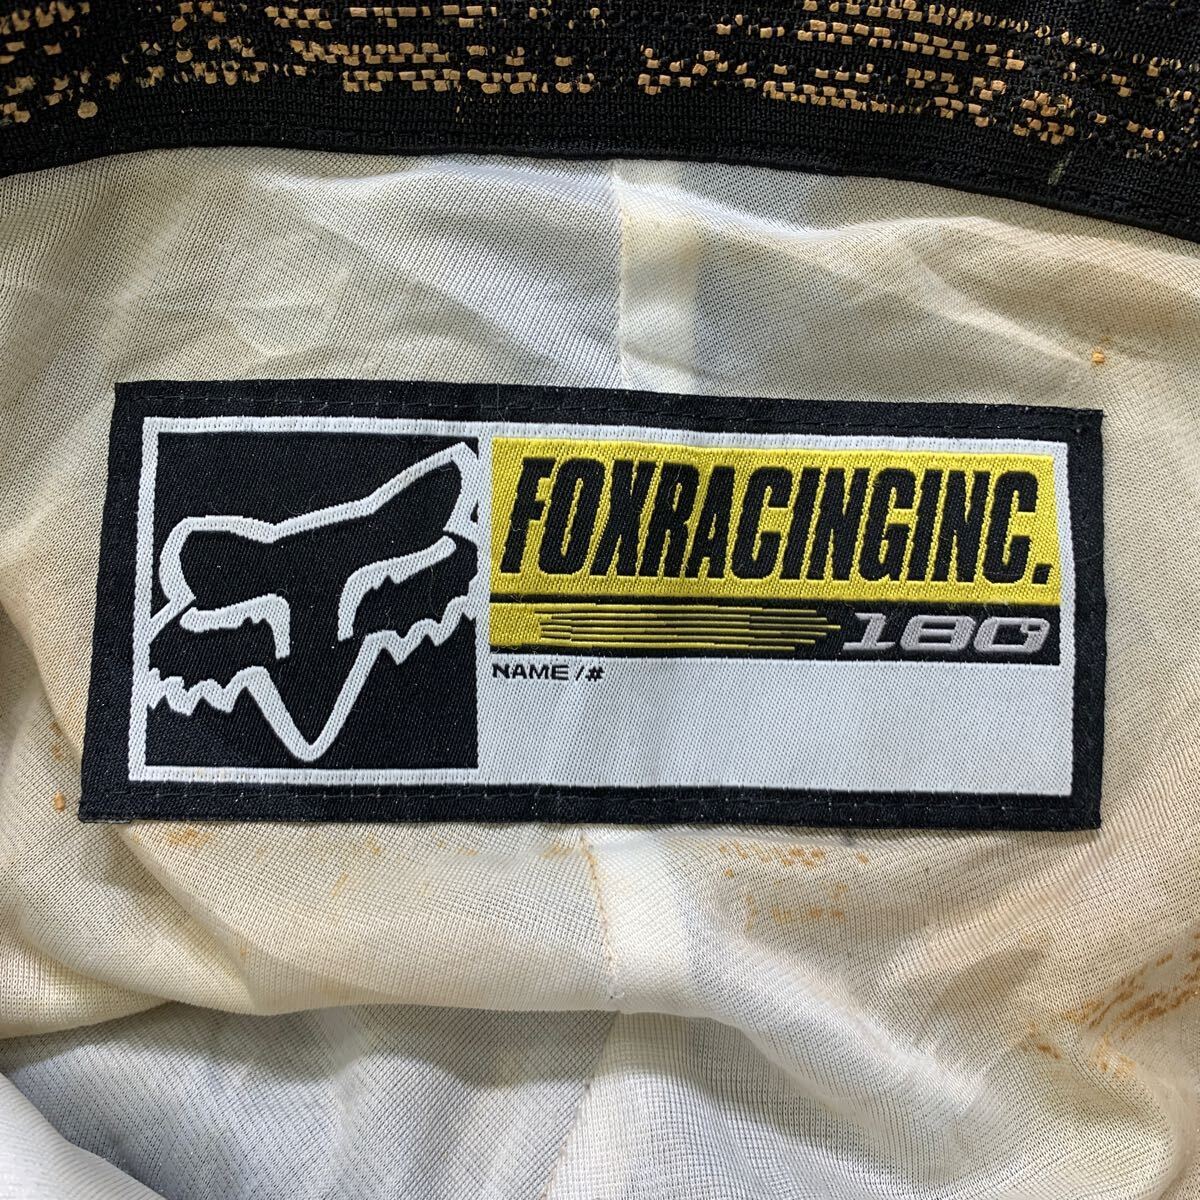 FOXRACINGINC.
180°
NAME /#